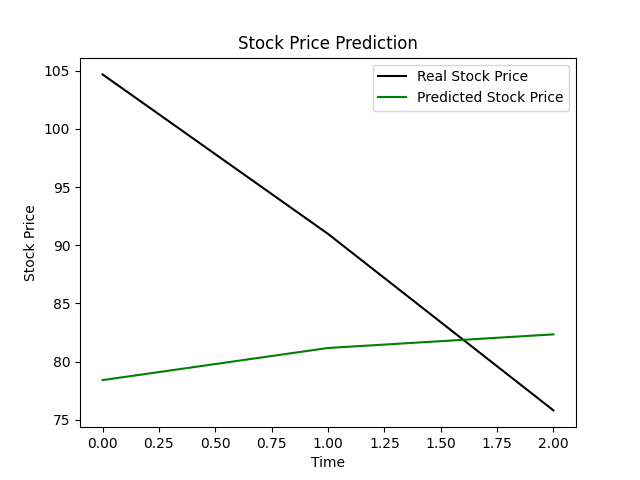 Stock Price Prediction
Real Stock Price
Predicted Stock Price
105
100
95
90
85
80
75
Stock Price
0.00 0.25 0.50 0.75 1.00 1.25 1.50 1.75 2.00
Time